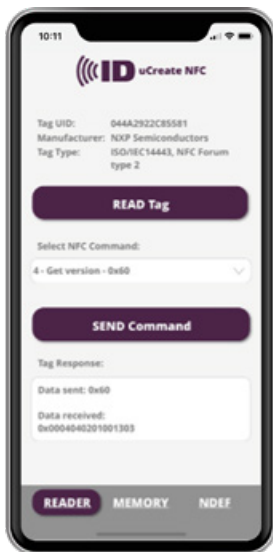 10:11
ID uCreate NFC
Tag UID: 044A2922C85581
Manufacturer: NXP Semiconductors
Tag Type: ISO/IEC14443, NFC Forum
type 2
READ Tag
Select NFC Command:
4 - Get version - 0x60
SEND Command
Tag Response:
Data sent: 0x60
Data received:
0x0004040201001303
READER MEMORY NDEF